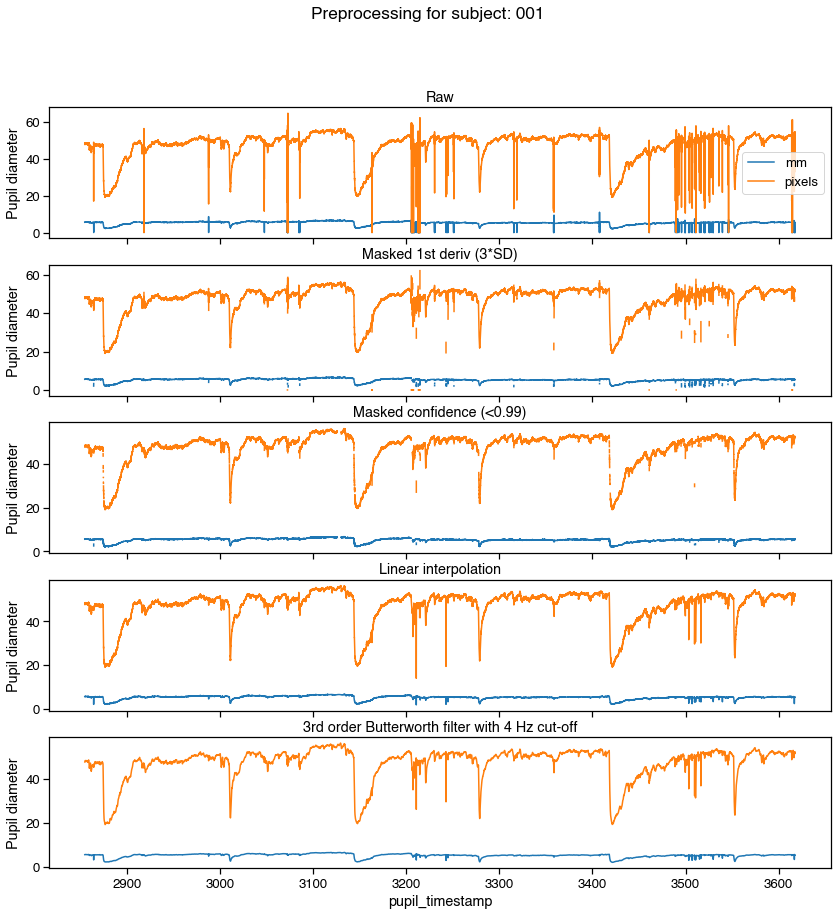 Preprocessing for subject: 001
Raw
Pupil diameter
60
40
20
0
mm
pixels
Masked 1st deriv (3*SD)
Pupil diameter
60
40
20
0
Masked confidence (<0.99)
Pupil diameter
40
20
0
Linear interpolation
Pupil diameter
40
20
0
3rd order Butterworth filter with 4 Hz cut-off
Pupil diameter
40
20
0
2900 3000 3100 3200 3300 3400 3500 3600
pupil_timestamp